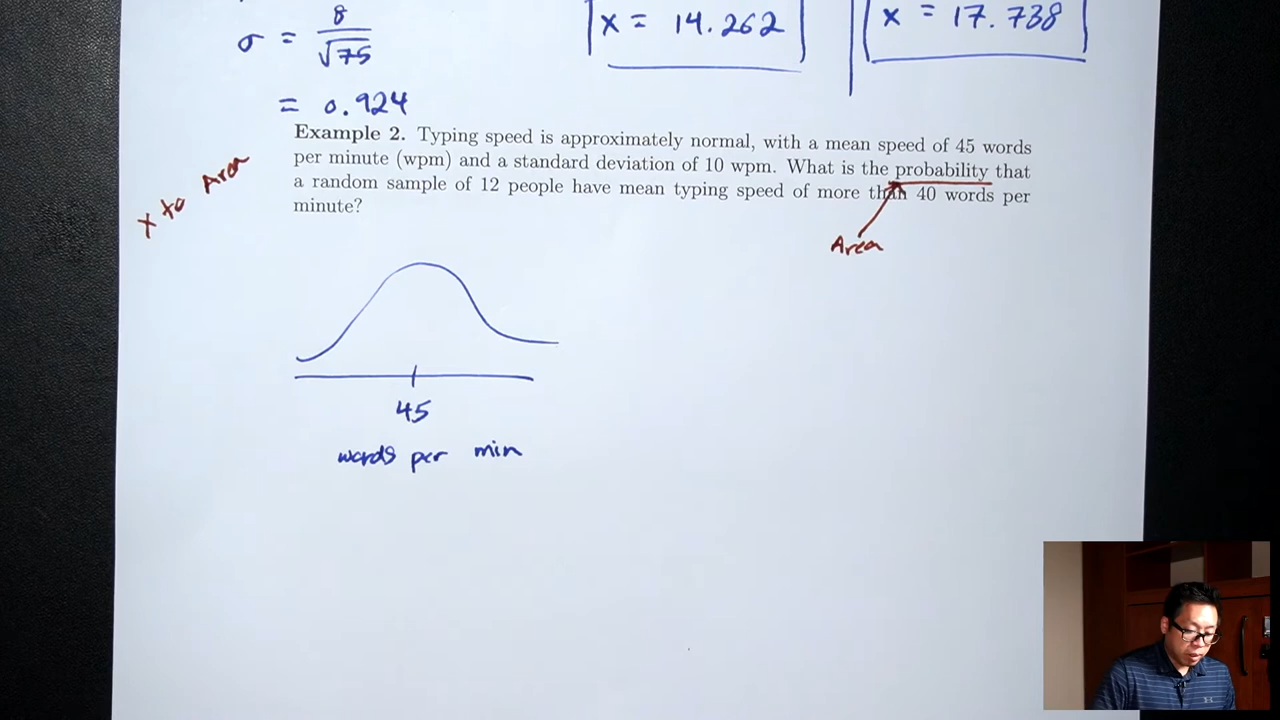 σ = 8/√75
x = 14.262
x = 17.738
= 0.924
Example 2. Typing speed is approximately normal, with a mean speed of 45 words
per minute (wpm) and a standard deviation of 10 wpm. What is the probability that
a random sample of 12 people have mean typing speed of more than 40 words per
minute?
x to Area
Area
45
words per min